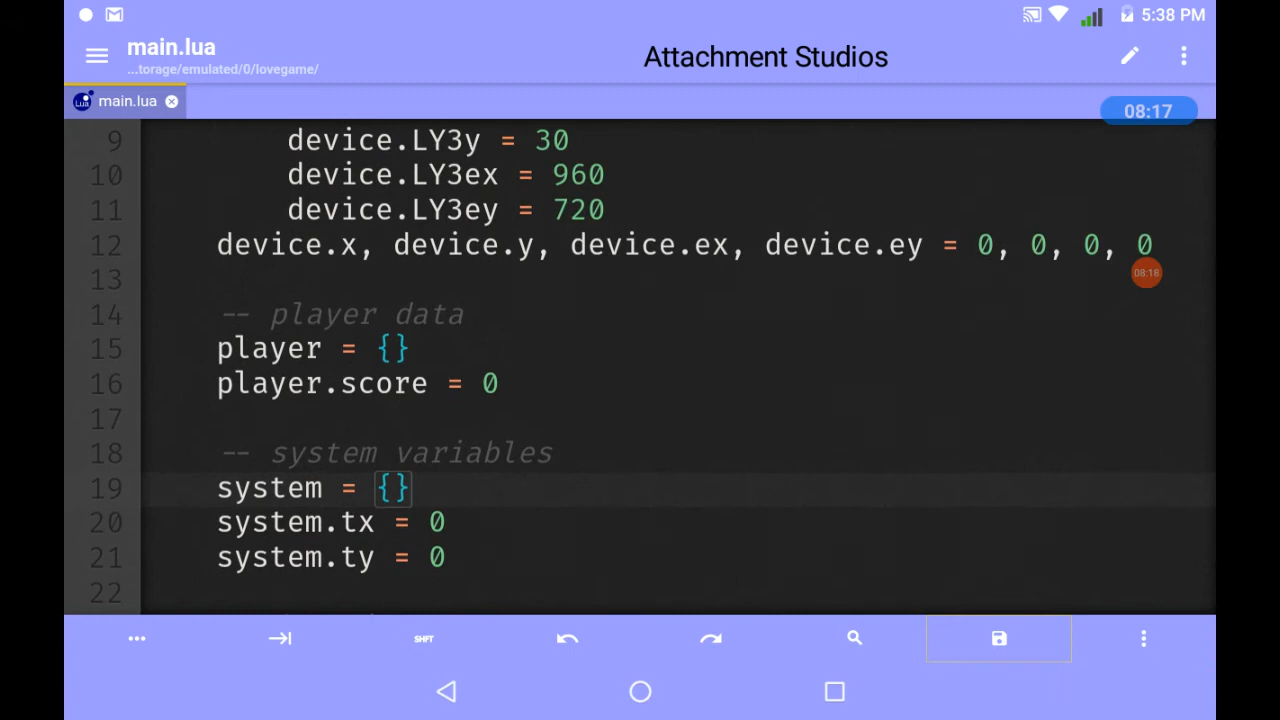 5:38 PM
main.lua
...torage/emulated/0/lovegame/
Attachment Studios
main.lua
08:17
9 device.LY3y = 30
10 device.LY3ex = 960
11 device.LY3ey = 720
12 device.x, device.y, device.ex, device.ey = 0, 0, 0, 0
08:18
13
14 -- player data
15 player = {}
16 player.score = 0
17
18 -- system variables
19 system = {}
20 system.tx = 0
21 system.ty = 0
22
SHFT